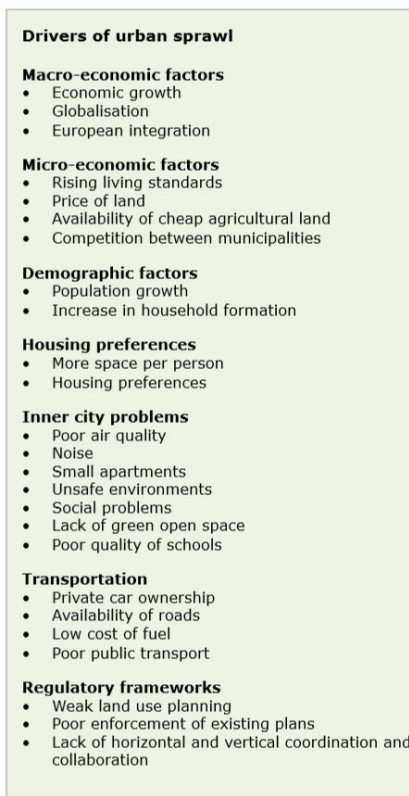 Drivers of urban sprawl
Macro-economic factors
• Economic growth
• Globalisation
• European integration
Micro-economic factors
• Rising living standards
• Price of land
• Availability of cheap agricultural land
• Competition between municipalities
Demographic factors
• Population growth
• Increase in household formation
Housing preferences
• More space per person
• Housing preferences
Inner city problems
• Poor air quality
• Noise
• Small apartments
• Unsafe environments
• Social problems
• Lack of green open space
• Poor quality of schools
Transportation
• Private car ownership
• Availability of roads
• Low cost of fuel
• Poor public transport
Regulatory frameworks
• Weak land use planning
• Poor enforcement of existing plans
• Lack of horizontal and vertical coordination and
collaboration